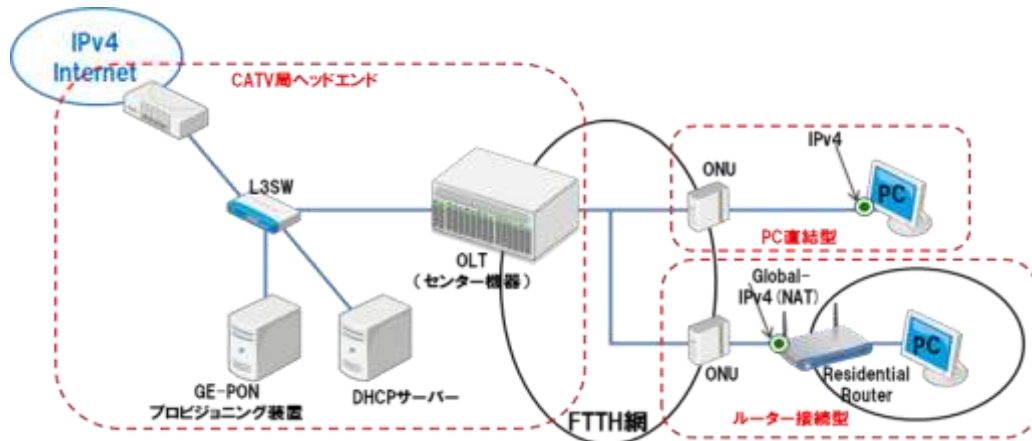 IPv4
Internet
CATV局ヘッドエンド
L3SW
OLT
(センター機器)
GE-PON
プロビジョニング装置
DHCPサーバー
FTTH網
ONU
IPv4
PC
PC直結型
Global-
IPv4(NAT)
ONU
PC
Residential
Router
ルーター接続型